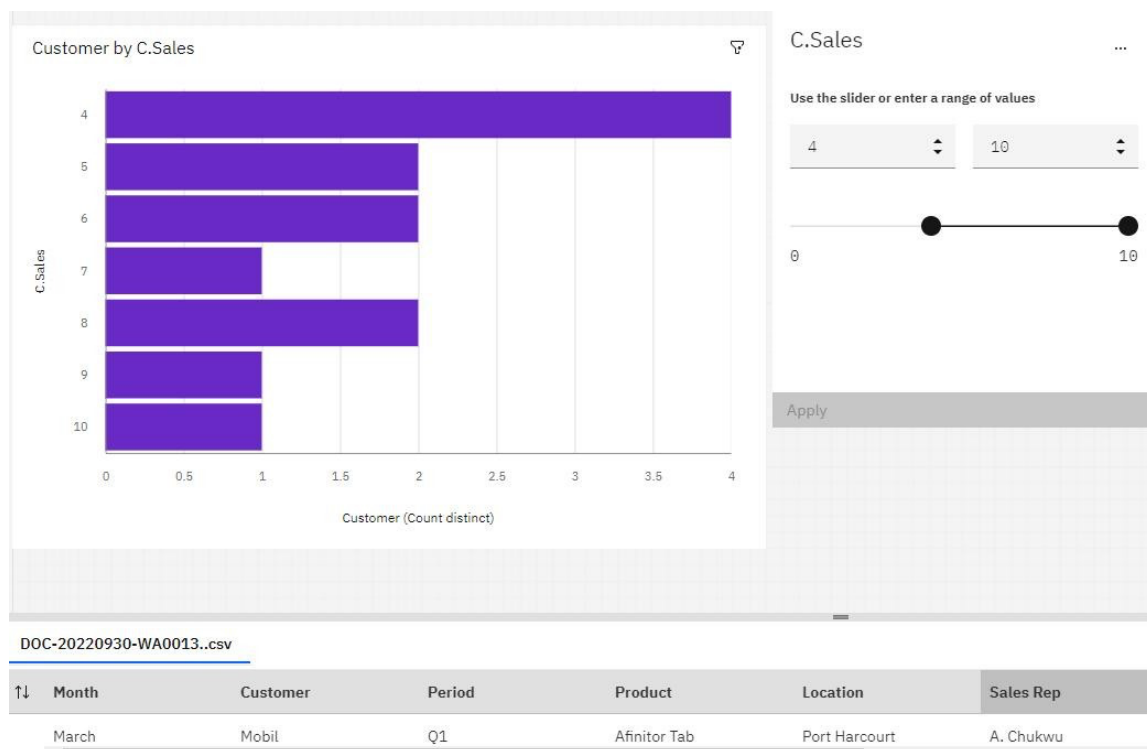 Customer by C.Sales
C.Sales
4
5
6
7
8
9
10
0 0.5 1 1.5 2 2.5 3 3.5 4
Customer (Count distinct)
C.Sales
...
Use the slider or enter a range of values
4 10
0 10
Apply
DOC-20220930-WA0013..csv
Month Customer Period Product Location Sales Rep
March Mobil Q1 Afinitor Tab Port Harcourt A. Chukwu